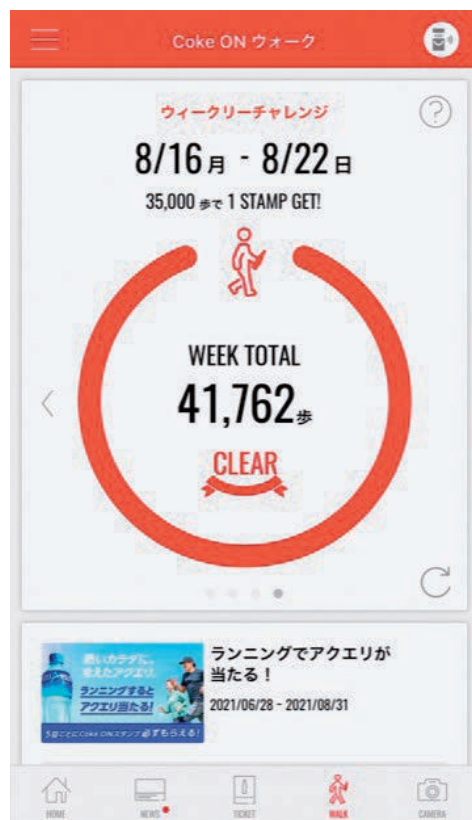 Coke ON ウォーク
ウィークリーチャレンジ
8/16月 - 8/22日
35,000 歩で 1 STAMP GET!
WEEK TOTAL
41,762歩
CLEAR
ランニングでアクエリが
当たる！
2021/06/28 - 2021/08/31
ランニングすると
アクエリ当たる!
HOME
NEWS
TICKET
WALK
CAMERA